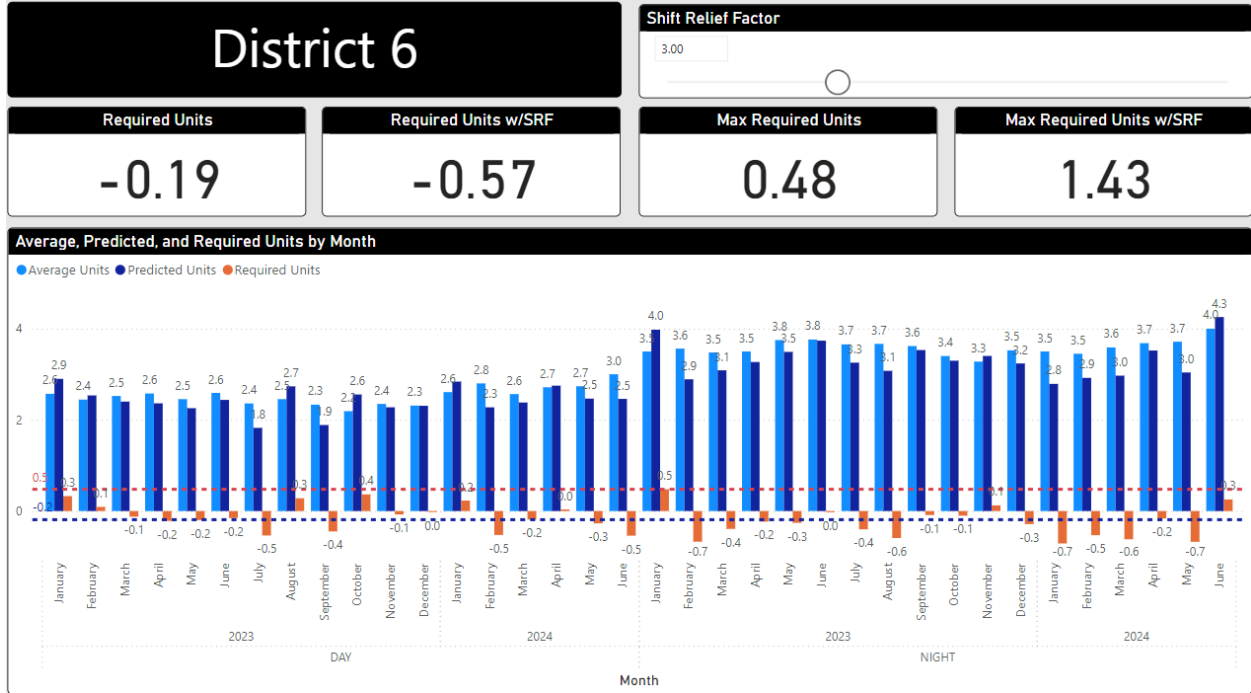 District 6
Shift Relief Factor
3.00
Required Units
-0.19
Required Units w/SRF
-0.57
Max Required Units
0.48
Max Required Units w/SRF
1.43
Average, Predicted, and Required Units by Month
Average Units Predicted Units Required Units
4
2
0
0.5
-0.2
2.6 2.9 0.3
2.4 0.1
2.5 -0.1
2.6 -0.2
2.5 -0.2
2.6 -0.2
2.4 1.8 -0.5
2.5 2.7 0.3
2.3 1.9 -0.4
2.2 2.6 0.4
2.4 -0.1
2.3 0.0
2.6 0.2
2.8 2.3 -0.5
2.6 -0.2
2.7 0.0
2.7 2.5 -0.3
3.0 2.5 -0.5
3.5 4.0 0.5
3.6 2.9 -0.7
3.5 3.1 -0.4
3.5 -0.2
3.8 3.5 -0.3
3.8 0.0
3.7 3.3 -0.4
3.7 3.1 -0.6
3.6 -0.1
3.4 -0.1
3.3 0.1
3.5 3.2 -0.3
3.5 2.8 -0.7
3.5 2.9 -0.5
3.6 3.0 -0.6
3.7 -0.2
3.7 3.0 -0.7
4.0 4.3 0.3
January February March April May June July August September October November December January February March April May June January February March April May June July August September October November December January February March April May June
2023 2024 2023 2024
DAY NIGHT
Month